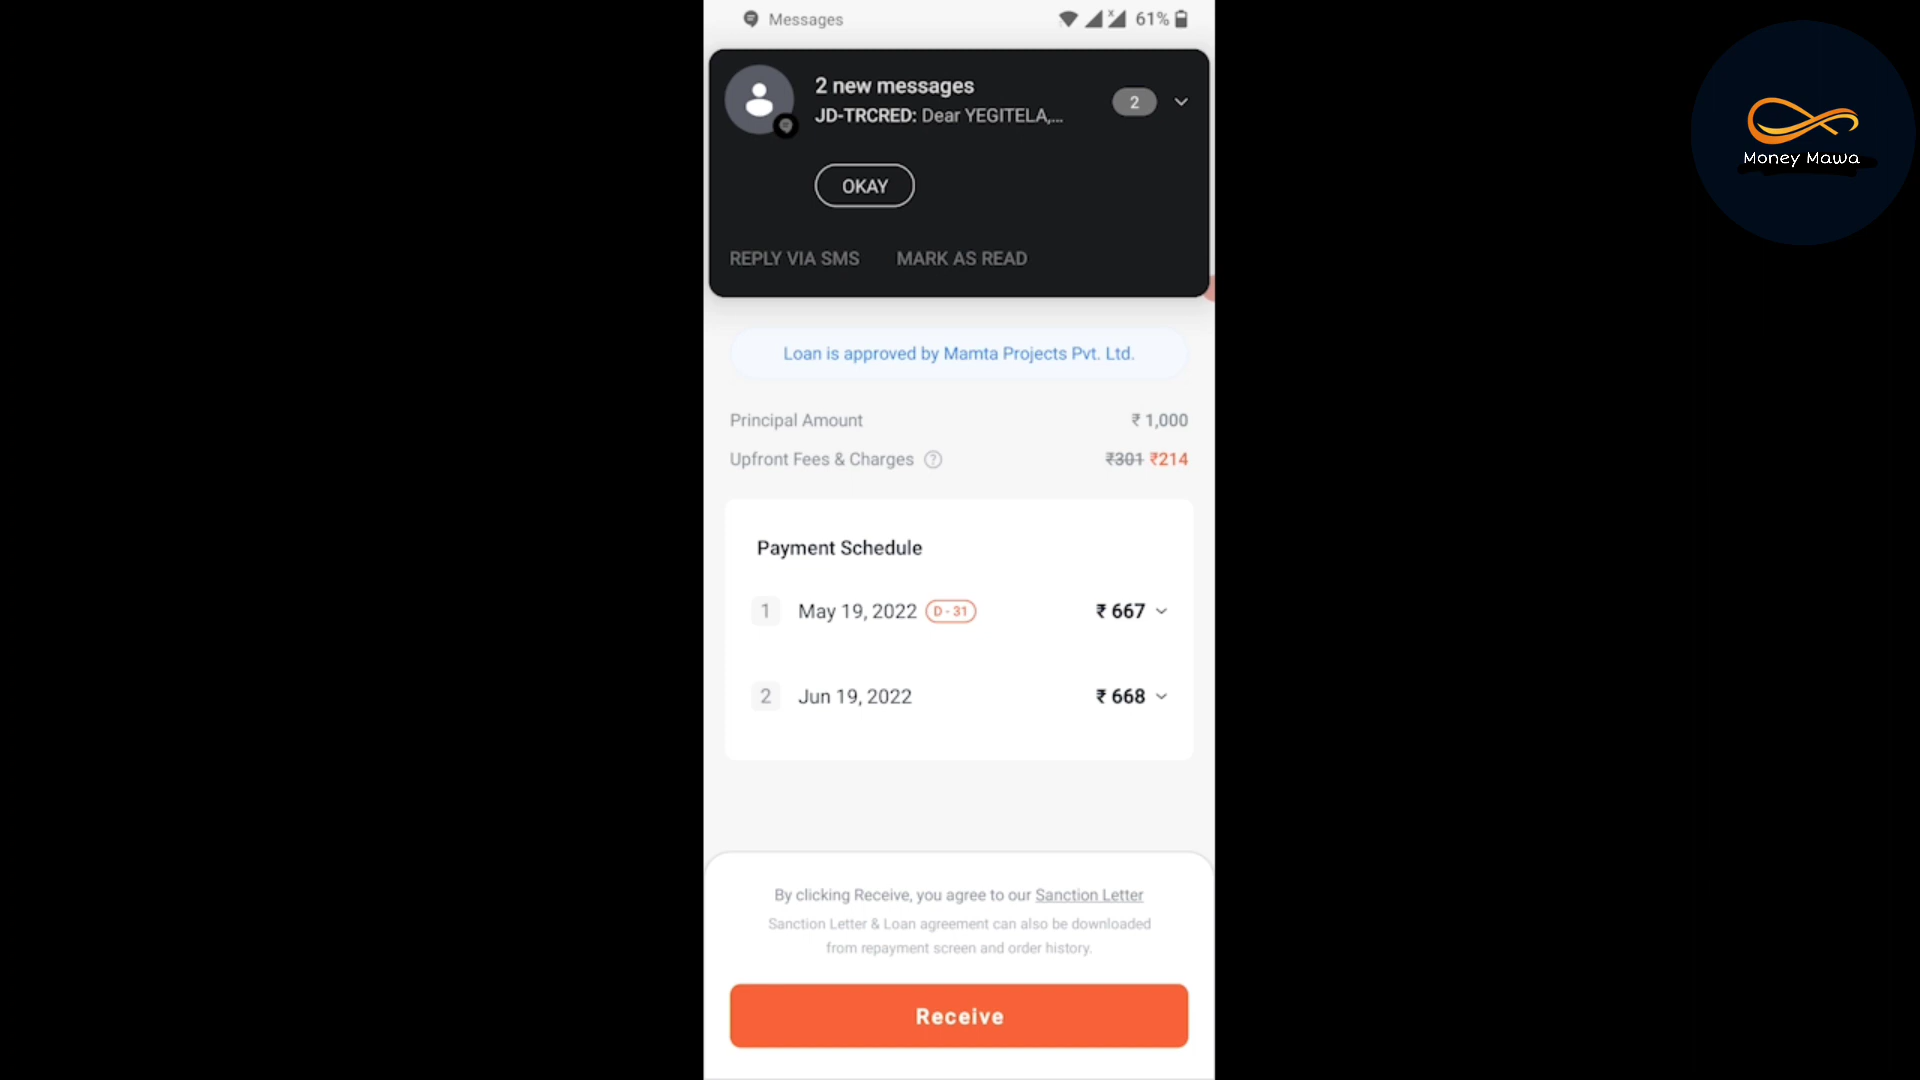 Messages
61%
2 new messages
2
JD-TRCRED: Dear YEGITELA,...
OKAY
REPLY VIA SMS MARK AS READ
Money Mawa
Loan is approved by Mamta Projects Pvt. Ltd.
Principal Amount ₹ 1,000
Upfront Fees & Charges ? ₹301 ₹214
Payment Schedule
1 May 19, 2022 D - 31 ₹ 667
2 Jun 19, 2022 ₹ 668
By clicking Receive, you agree to our Sanction Letter
Sanction Letter & Loan agreement can also be downloaded
from repayment screen and order history.
Receive